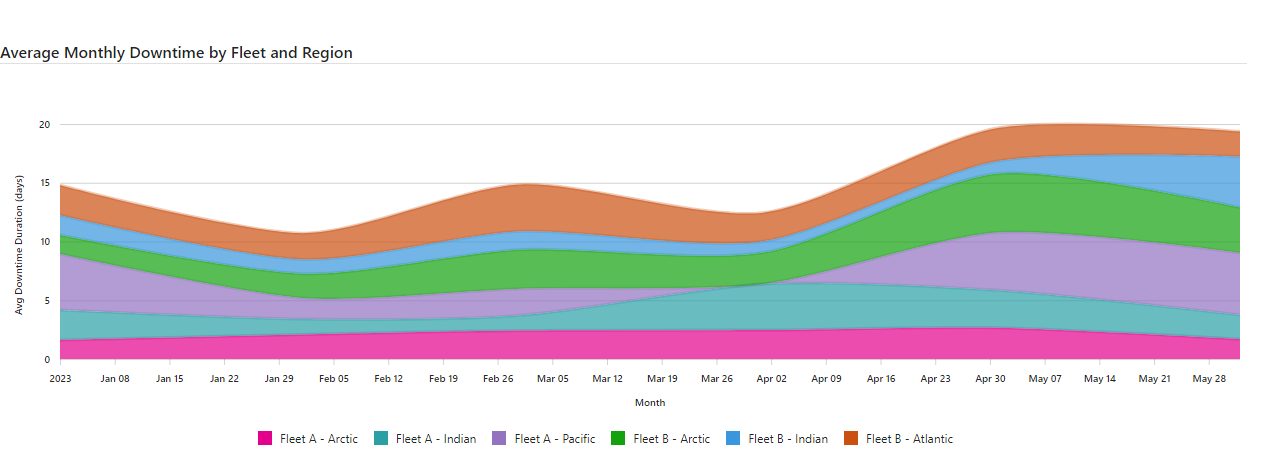 Average Monthly Downtime by Fleet and Region
20
15
10
5
0
Avg Downtime Duration (days)
2023 Jan 08 Jan 15 Jan 22 Jan 29 Feb 05 Feb 12 Feb 19 Feb 26 Mar 05 Mar 12 Mar 19 Mar 26 Apr 02 Apr 09 Apr 16 Apr 23 Apr 30 May 07 May 14 May 21 May 28
Month
Fleet A - Arctic Fleet A - Indian Fleet A - Pacific Fleet B - Arctic Fleet B - Indian Fleet B - Atlantic